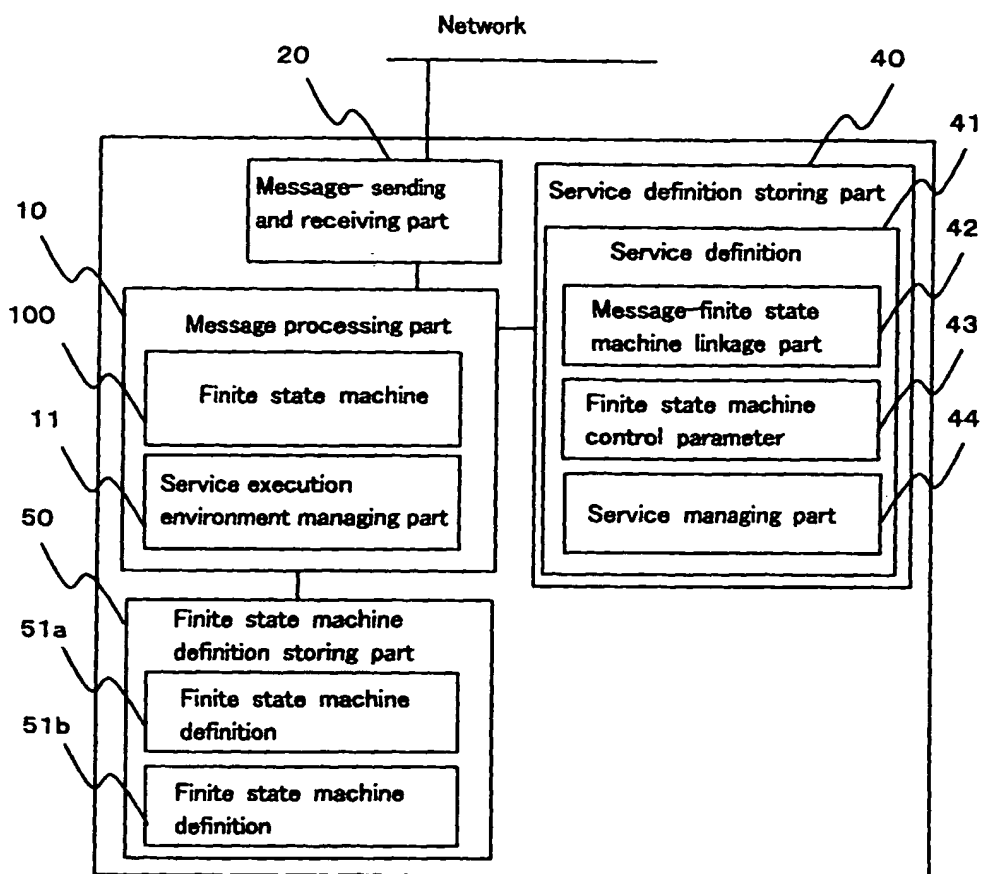 Network
20
40
41
Message-sending
and receiving part
Service definition storing part
10
42
Service definition
100
Message processing part
Message-finite state
machine linkage part
43
Finite state machine
Finite state machine
control parameter
11
44
Service execution
environment managing part
Service managing part
50
Finite state machine
definition storing part
51a
Finite state machine
definition
51b
Finite state machine
definition